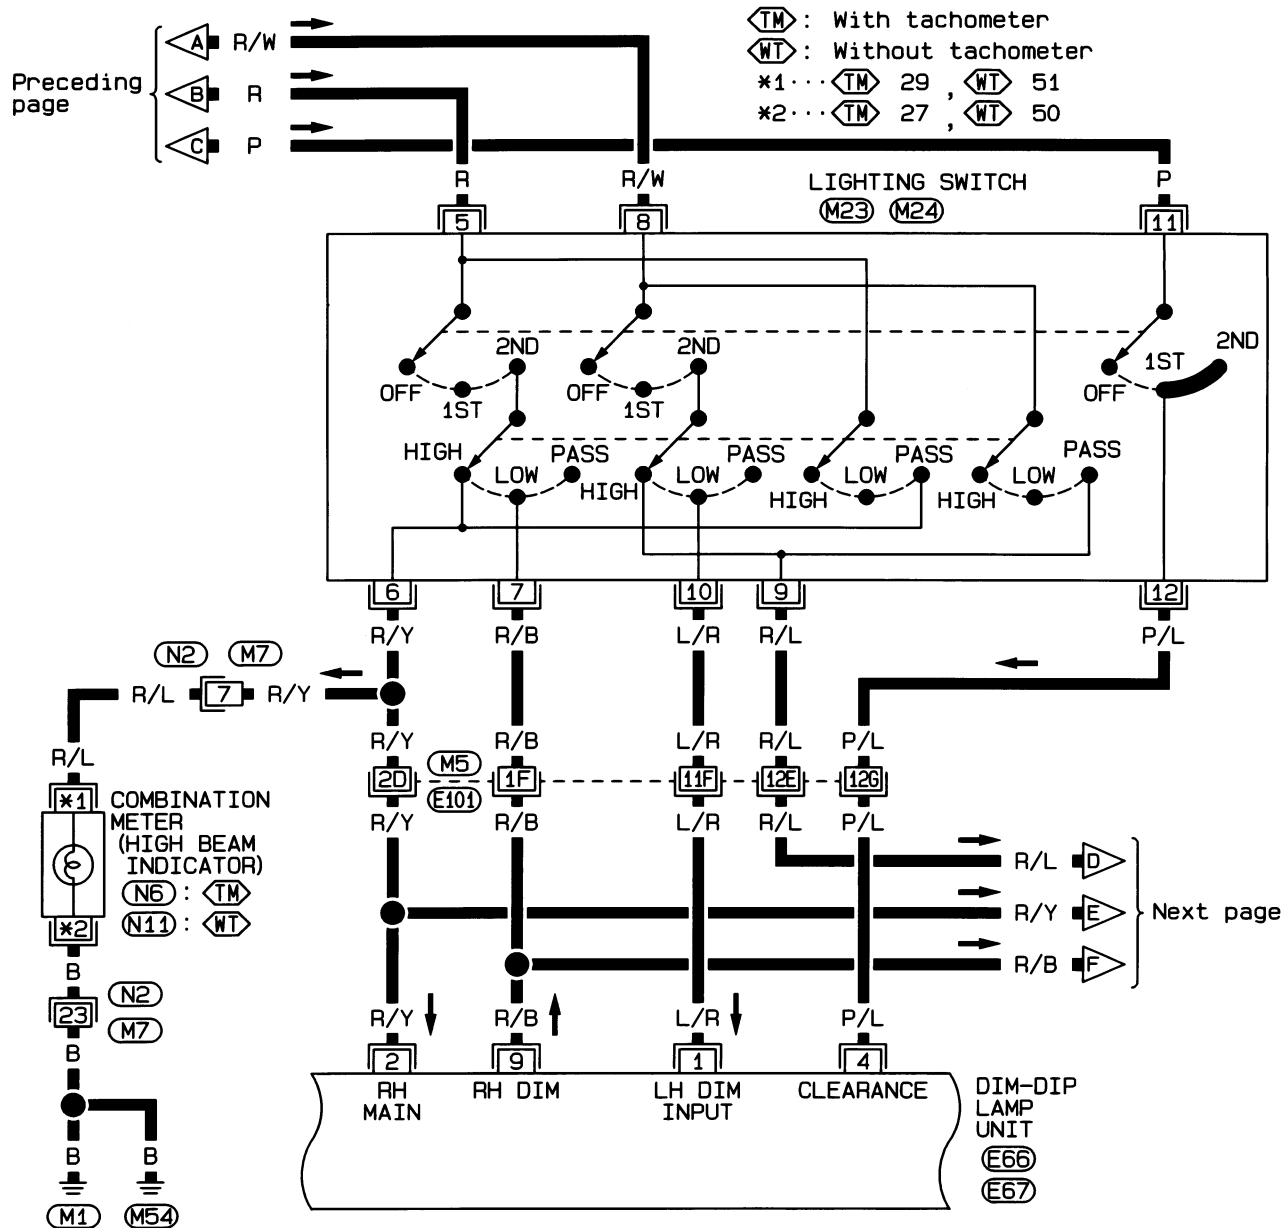 TM : With tachometer
WT : Without tachometer
*1··· TM 29 , WT 51
*2··· TM 27 , WT 50
Preceding
page
A R/W
B R
C P
R R/W P
LIGHTING SWITCH
M23 M24
5 8 11
OFF 1ST 2ND
OFF 1ST 2ND
OFF 1ST 2ND
HIGH LOW PASS
HIGH LOW PASS
HIGH LOW PASS
HIGH LOW PASS
6 7 10 9 12
R/Y R/B L/R R/L P/L
N2 M7
R/L 7 R/Y
R/L
R/Y R/B L/R R/L P/L
M5
2D 1F 11F 12E 12G
E101
R/Y R/B L/R R/L P/L
*1
COMBINATION
METER
(HIGH BEAM
INDICATOR)
N6 : TM
N11 : WT
*2
R/L D
R/Y E
R/B F
Next page
B
23
N2
M7
B
R/Y R/B L/R P/L
2 9 1 4
RH
MAIN
RH DIM
LH DIM
INPUT
CLEARANCE
DIM-DIP
LAMP
UNIT
E66
E67
B B
M1 M54